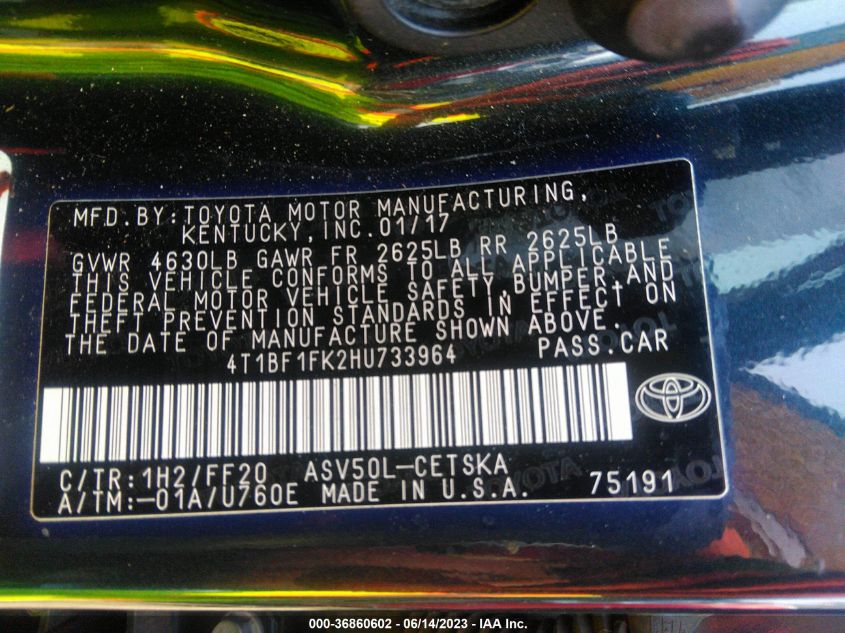 MFD.BY:TOYOTA MOTOR MANUFACTURING,
KENTUCKY, INC.01/17
GVWR 4630LB GAWR FR 2625LB RR 2625LB
THIS VEHICLE CONFORMS TO ALL APPLICABLE
FEDERAL MOTOR VEHICLE SAFETY, BUMPER, AND
THEFT PREVENTION STANDARDS IN EFFECT ON
THE DATE OF MANUFACTURE SHOWN ABOVE.
4T1BF1FK2HU733964 PASS.CAR
C/TR:1H2/FF20 ASV50L-CETSKA
A/TM:-01A/U760E MADE IN U.S.A. 75191
000-36860602 - 06/14/2023 - IAA Inc.